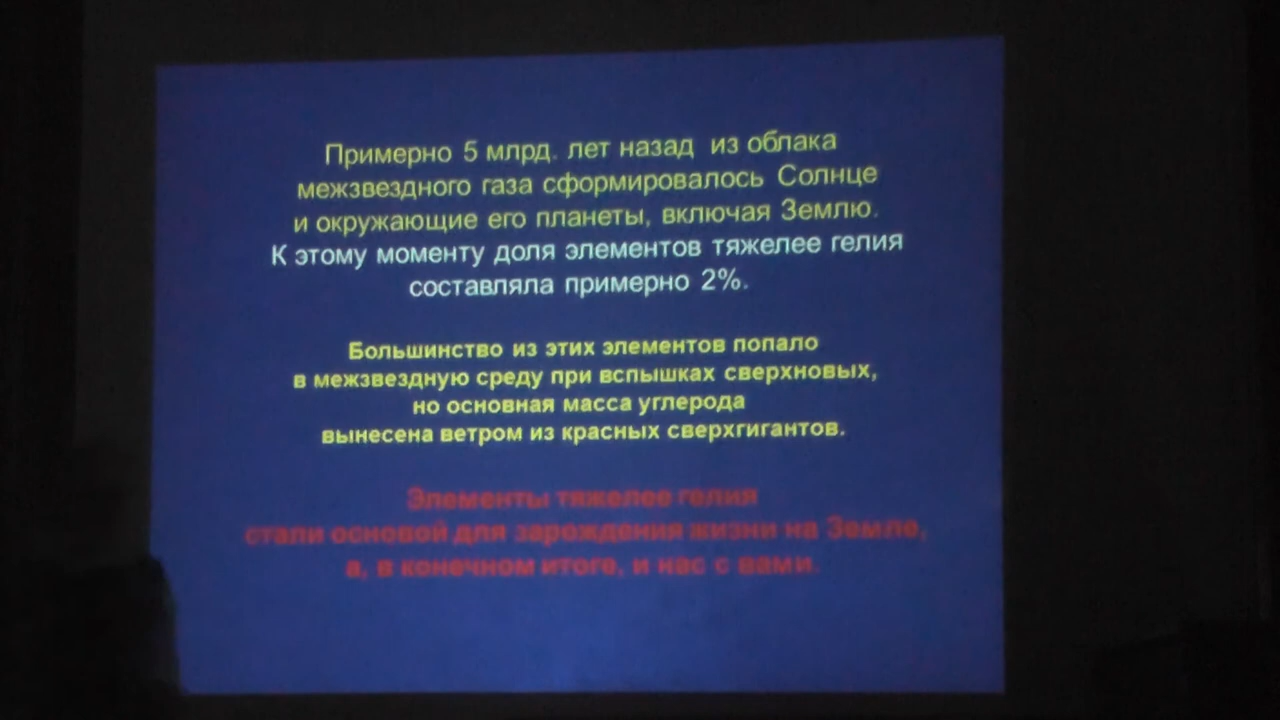 Примерно 5 млрд. лет назад из облака
межзвездного газа сформировалось Солнце
и окружающие его планеты, включая Землю.
К этому моменту доля элементов тяжелее гелия
составляла примерно 2%.
Большинство из этих элементов попало
в межзвездную среду при вспышках сверхновых,
но основная масса углерода
вынесена ветром из красных сверхгигантов.
Элементы тяжелее гелия
стали основой для зарождения жизни на Земле,
а, в конечном итоге, и нас с вами.